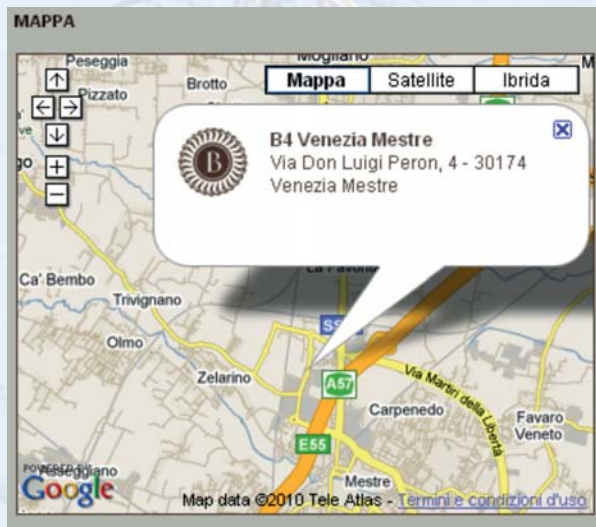 MAPPA
Peseggia
Mogliano
Pizzato
Brotto
Mappa Satellite Ibrida
B
B4 Venezia Mestre
Via Don Luigi Peron, 4 - 30174
Venezia Mestre
Ca' Bembo
Trivignano
Olmo
Zelarino
A57
Via Martiri della Libertà
Carpenedo
Favaro
Veneto
E55
Mestre
POWERED BY
Google
Map data ©2010 Tele Atlas - Termini e condizioni d'uso